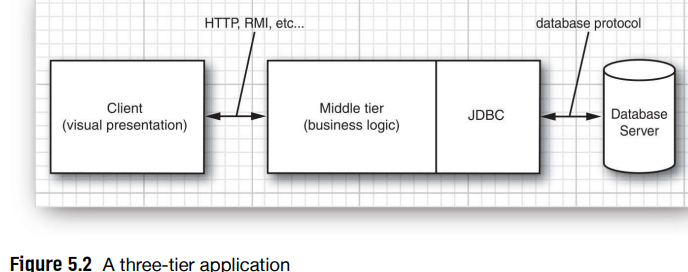 HTTP, RMI, etc...
database protocol
Client
(visual presentation)
Middle tier
(business logic)
JDBC
Database
Server
Figure 5.2 A three-tier application